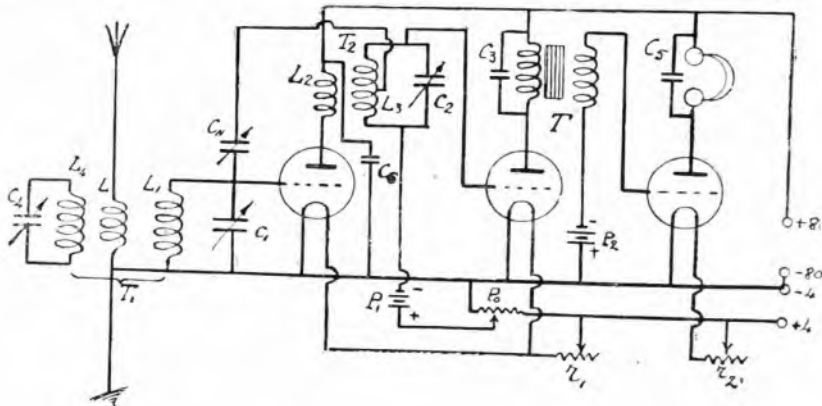 C4
L4
L
L1
T1
CN
C1
L2
T2
L3
C2
C6
P1
-
+
C3
T
P0
P2
-
+
C5
+80
-80
-4
+4
r1
r2